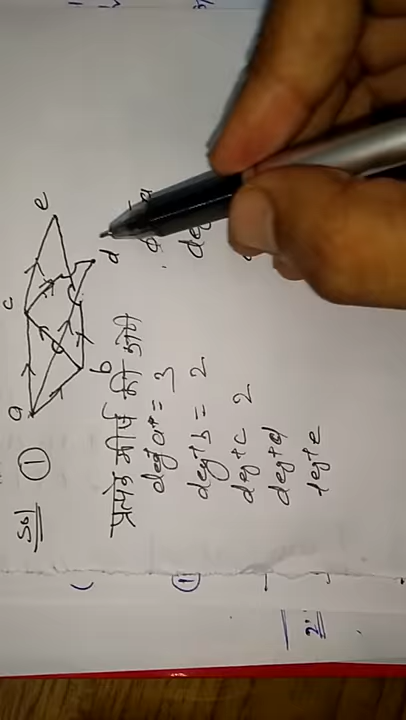 Sol ①
a
c
e
b
d
प्रत्येक शीर्ष की कोटि
deg⁺a = 3
deg⁺b = 2
deg⁺c 2
deg⁺d
deg⁺e